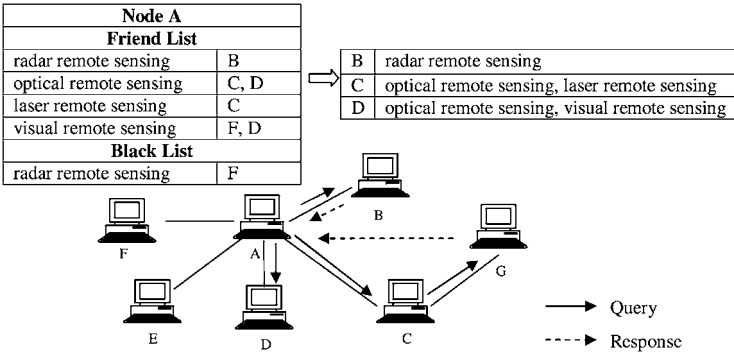 Node A
Friend List
radar remote sensing B
optical remote sensing C, D
laser remote sensing C
visual remote sensing F, D
Black List
radar remote sensing F
B radar remote sensing
C optical remote sensing, laser remote sensing
D optical remote sensing, visual remote sensing
B
F
A
G
E
D
C
Query
Response